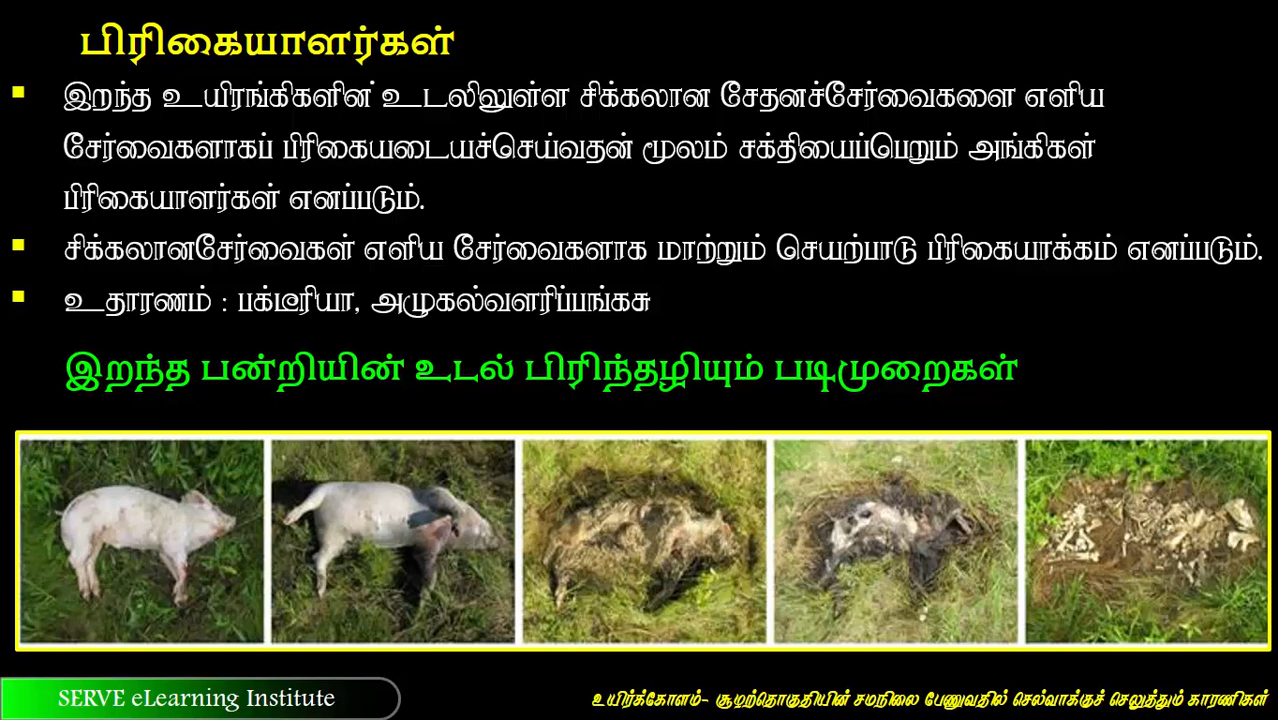 பிரிகையாளர்கள்
▪ இறந்த உயிரங்கிகளின் உடலிலுள்ள சிக்கலான சேதனச்சேர்வைகளை எளிய
சேர்வைகளாகப் பிரிகையடையச்செய்வதன் மூலம் சக்தியைப்பெறும் அங்கிகள்
பிரிகையாளர்கள் எனப்படும்.
▪ சிக்கலானசேர்வைகள் எளிய சேர்வைகளாக மாற்றும் செயற்பாடு பிரிகையாக்கம் எனப்படும்.
▪ உதாரணம் : பக்டீரியா, அழுகல்வளரிப்பங்கசு
இறந்த பன்றியின் உடல் பிரிந்தழியும் படிமுறைகள்
SERVE eLearning Institute
உயிர்க்கோளம்- சூழற்தொகுதியின் சமநிலை பேணுவதில் செல்வாக்குச் செலுத்தும் காரணிகள்